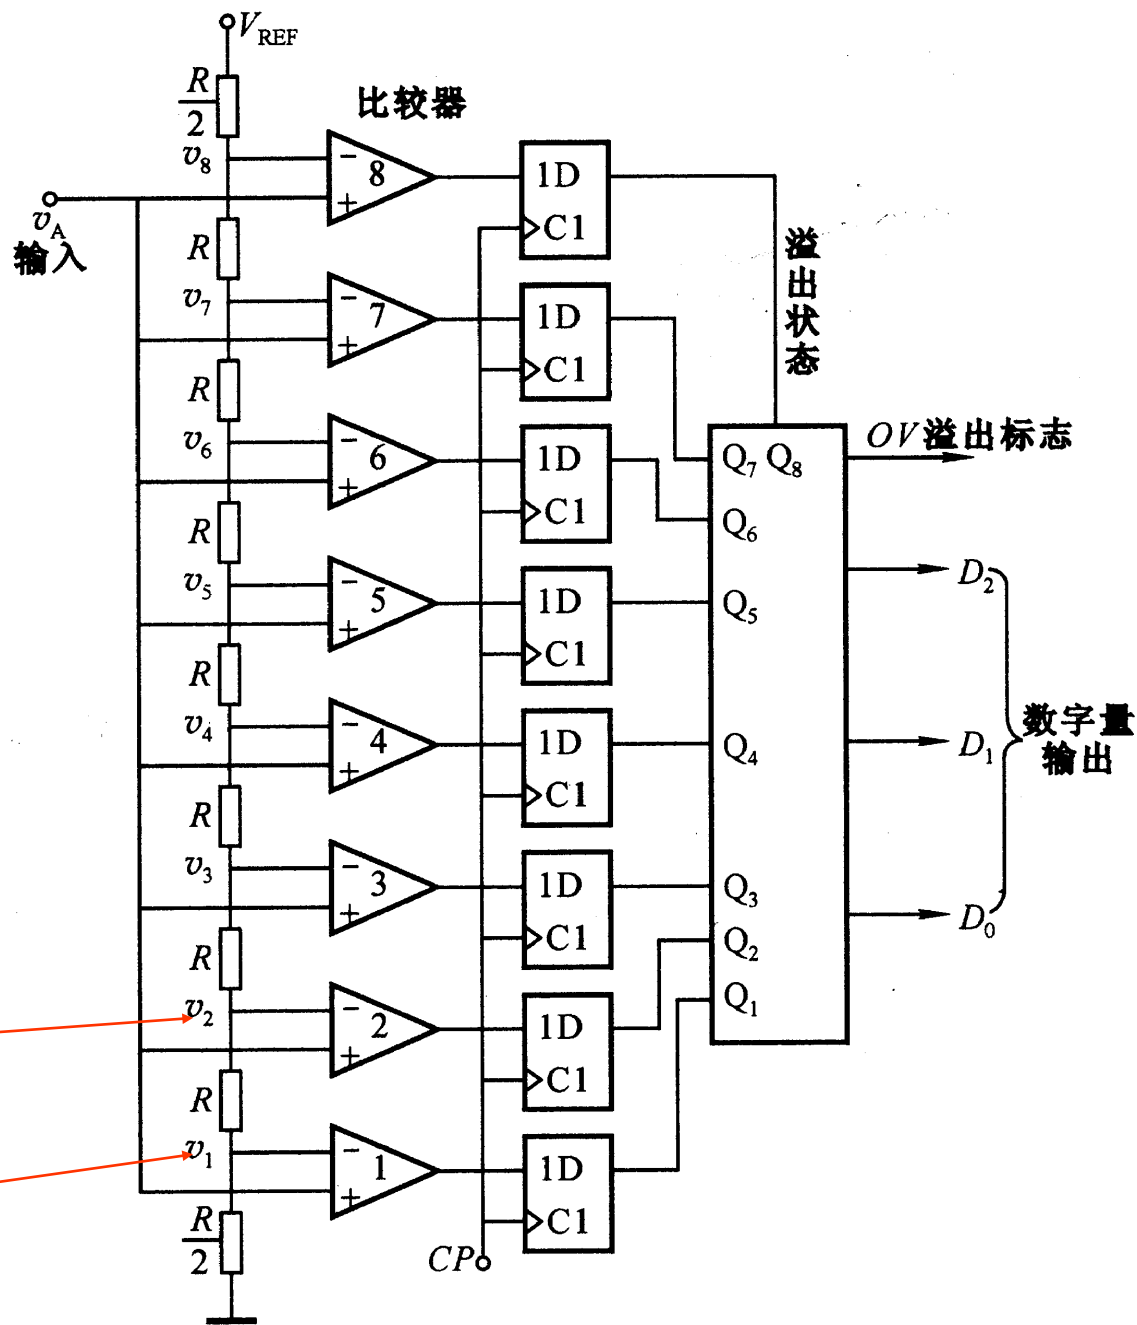 V_REF
R/2
比较器
v_8
−
8
+
1D
C1
v_A
输入
R
溢出状态
v_7
−
7
+
1D
C1
R
v_6
−
6
+
1D
C1
OV溢出标志
Q_7 Q_8
Q_6
R
v_5
−
5
+
1D
C1
Q_5
D_2
R
v_4
−
4
+
1D
C1
Q_4
D_1
数字量
输出
R
v_3
−
3
+
1D
C1
Q_3
D_0
R
Q_2
v_2
−
2
+
1D
C1
Q_1
R
v_1
−
1
+
1D
C1
R/2
CP